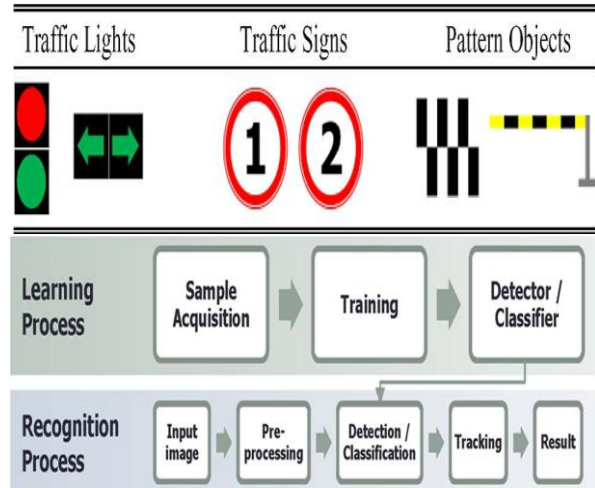 Traffic Lights Traffic Signs Pattern Objects
1 2
Learning Process
Sample Acquisition
Training
Detector / Classifier
Recognition Process
Input image
Pre-processing
Detection / Classification
Tracking
Result